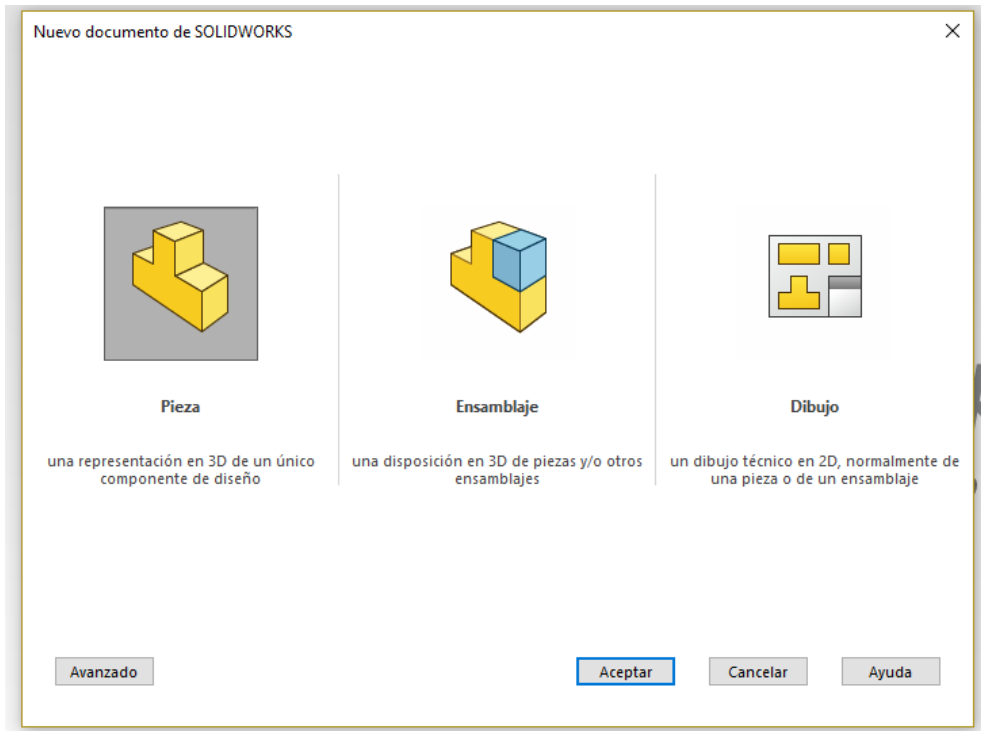 Nuevo documento de SOLIDWORKS
Pieza
una representación en 3D de un único
componente de diseño
Ensamblaje
una disposición en 3D de piezas y/o otros
ensamblajes
Dibujo
un dibujo técnico en 2D, normalmente de
una pieza o de un ensamblaje
Avanzado
Aceptar
Cancelar
Ayuda